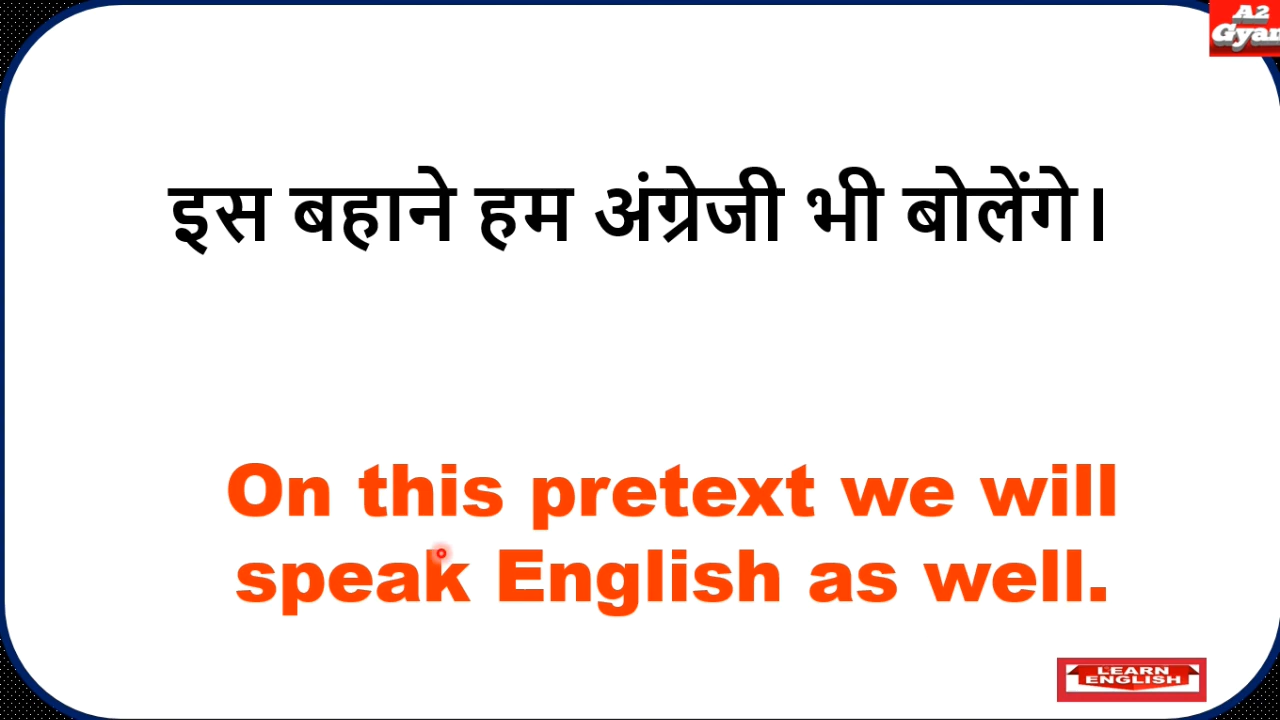 A2
Gyan
इस बहाने हम अंग्रेजी भी बोलेंगे।
On this pretext we will
speak English as well.
LEARN
ENGLISH